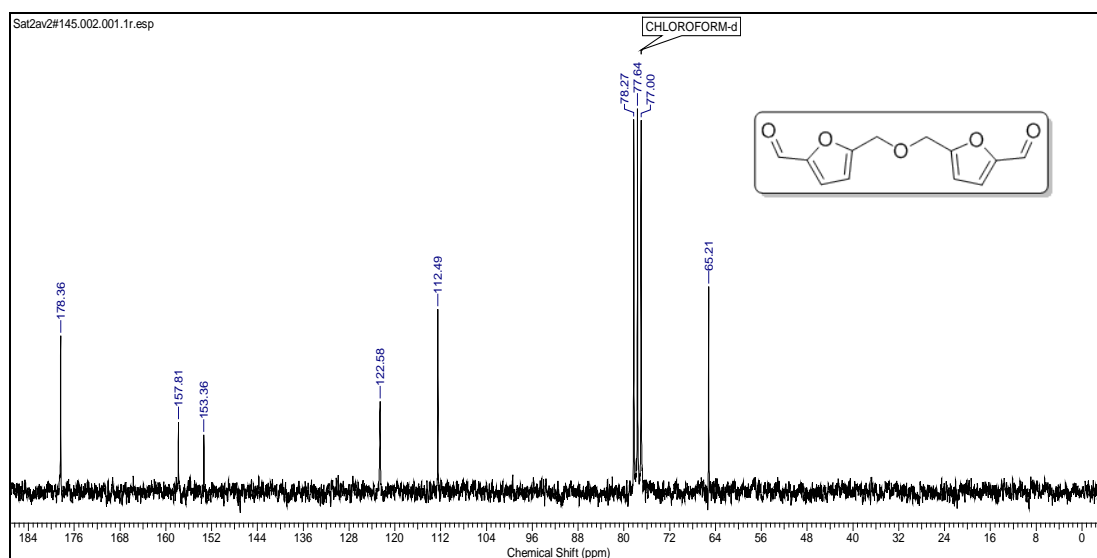 Sat2av2#145.002.001.1r.esp
CHLOROFORM-d
78.27
77.64
77.00
O
O
O
O
O
178.36
157.81
153.36
122.58
112.49
65.21
184 176 168 160 152 144 136 128 120 112 104 96 88 80 72 64 56 48 40 32 24 16 8 0
Chemical Shift (ppm)